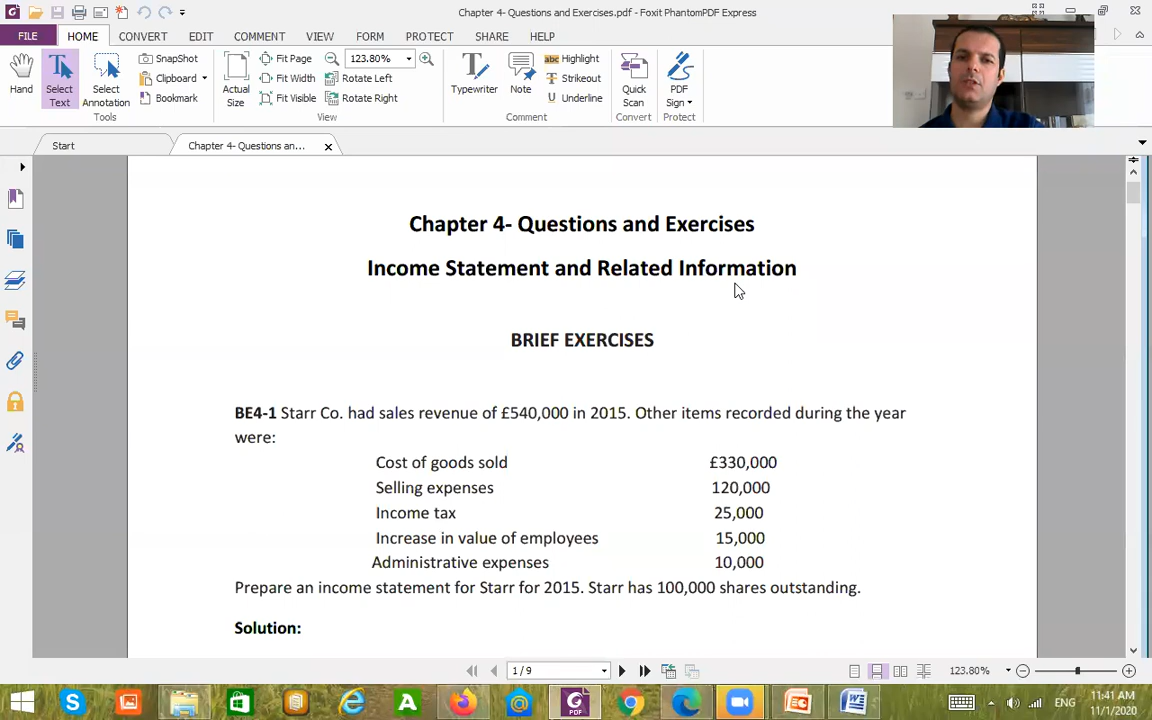 Chapter 4- Questions and Exercises.pdf - Foxit PhantomPDF Express
FILE HOME CONVERT EDIT COMMENT VIEW FORM PROTECT SHARE HELP
Hand
Select Text
Select Annotation
SnapShot
Clipboard
Bookmark
Tools
Actual Size
Fit Page
Fit Width
Fit Visible
123.80%
Rotate Left
Rotate Right
View
Typewriter
Note
abc Highlight
Strikeout
U Underline
Comment
Quick Scan
Convert
PDF Sign
Protect
Start
Chapter 4- Questions an...
Chapter 4- Questions and Exercises
Income Statement and Related Information
BRIEF EXERCISES
BE4-1 Starr Co. had sales revenue of £540,000 in 2015. Other items recorded during the year
were:
Cost of goods sold £330,000
Selling expenses 120,000
Income tax 25,000
Increase in value of employees 15,000
Administrative expenses 10,000
Prepare an income statement for Starr for 2015. Starr has 100,000 shares outstanding.
Solution:
1 / 9
123.80%
PDF
ENG
11:41 AM
11/1/2020